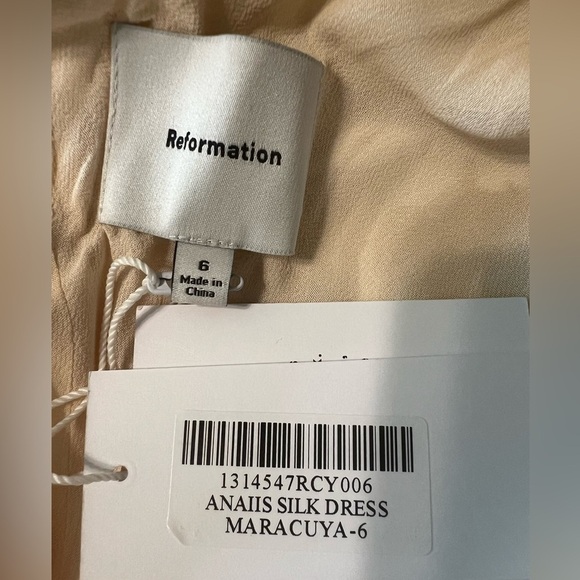 Reformation
6
Made in
China
1314547RCY006
ANAIIS SILK DRESS
MARACUYA-6